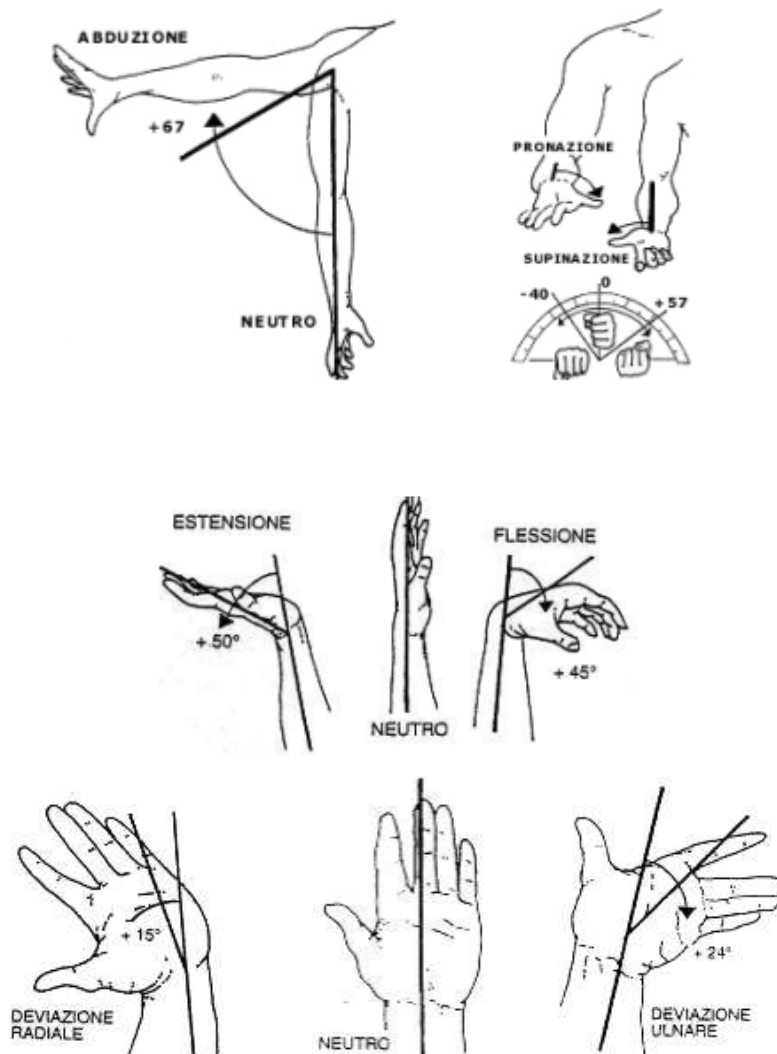 ABDUZIONE
+67
NEUTRO
PRONAZIONE
SUPINAZIONE
-40
0
+57
ESTENSIONE
+50°
NEUTRO
FLESSIONE
+45°
+15°
DEVIAZIONE
RADIALE
NEUTRO
+24°
DEVIAZIONE
ULNARE